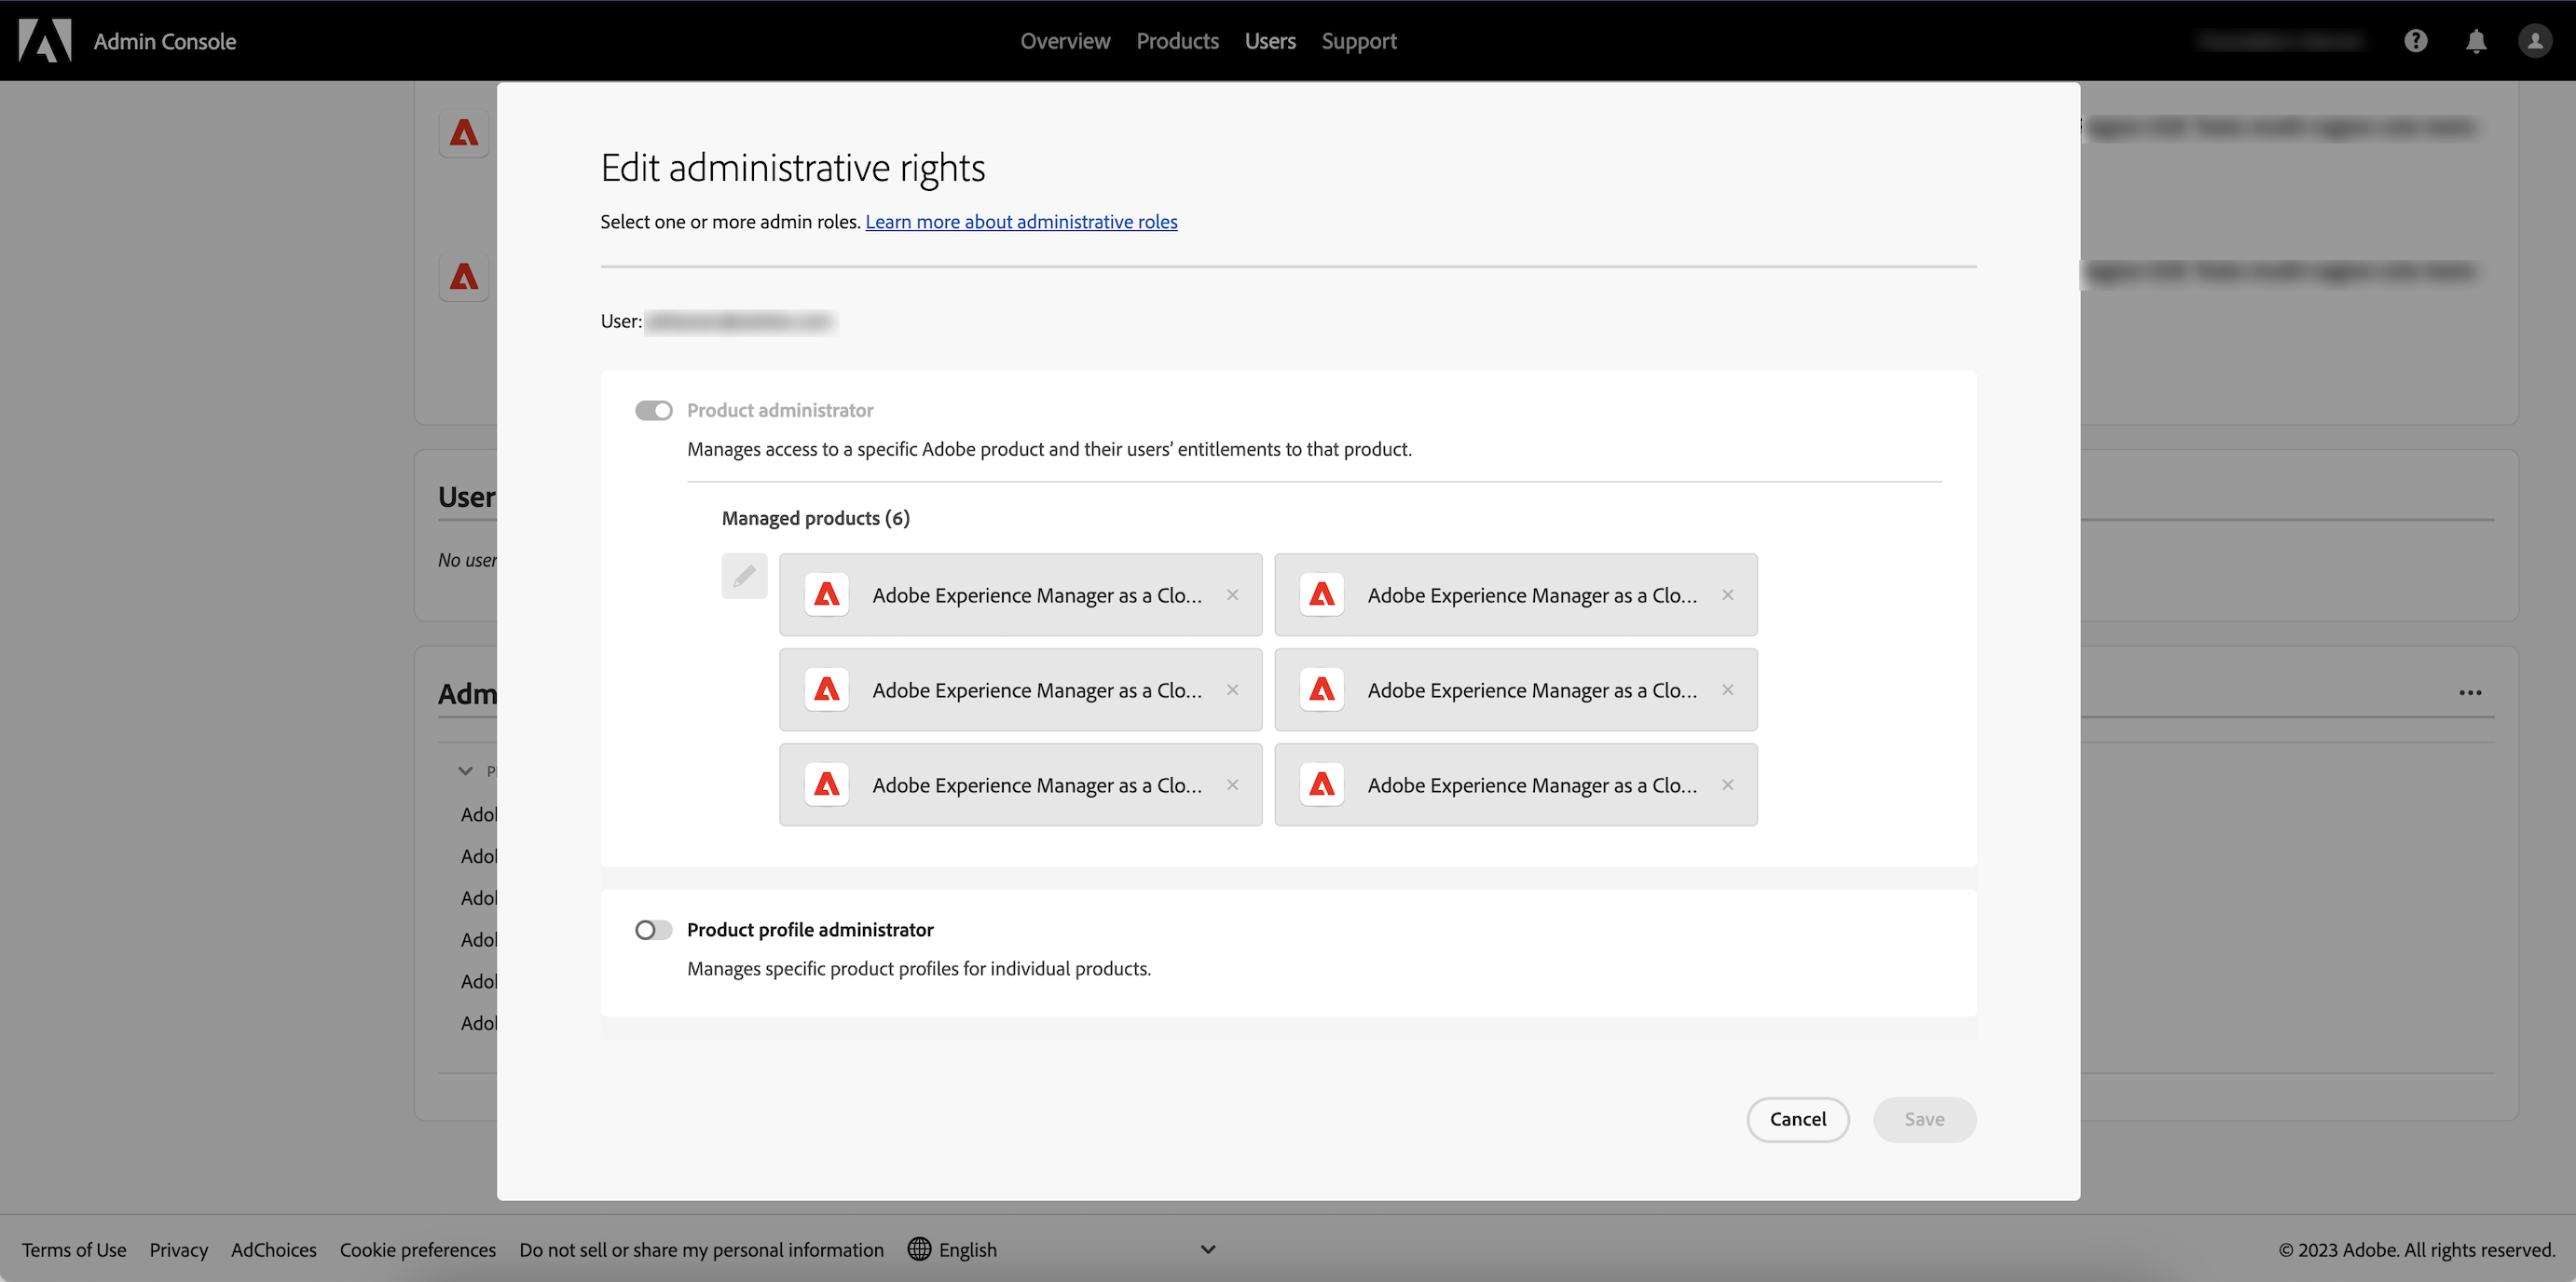 Admin Console
Overview Products Users Support
Edit administrative rights
Select one or more admin roles. Learn more about administrative roles
User:
Product administrator
Manages access to a specific Adobe product and their users’ entitlements to that product.
Managed products (6)
Adobe Experience Manager as a Clo...
Adobe Experience Manager as a Clo...
Adobe Experience Manager as a Clo...
Adobe Experience Manager as a Clo...
Adobe Experience Manager as a Clo...
Adobe Experience Manager as a Clo...
Product profile administrator
Manages specific product profiles for individual products.
Cancel
Save
User
No user
Adm
P
Adol
Adol
Adol
Adol
Adol
Adol
Terms of Use Privacy AdChoices Cookie preferences Do not sell or share my personal information English
© 2023 Adobe. All rights reserved.